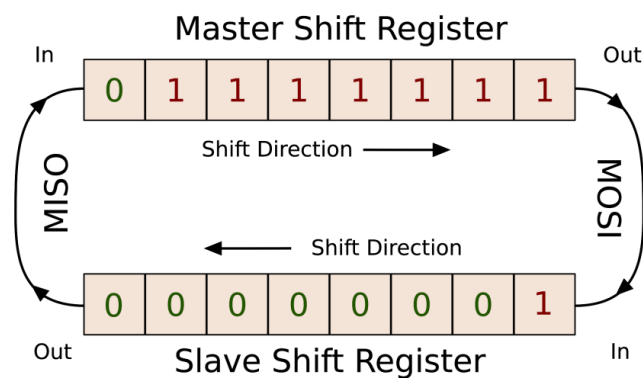 Master Shift Register
In
Out
0 1 1 1 1 1 1 1
Shift Direction
MISO
MOSI
Shift Direction
0 0 0 0 0 0 0 1
Out
In
Slave Shift Register